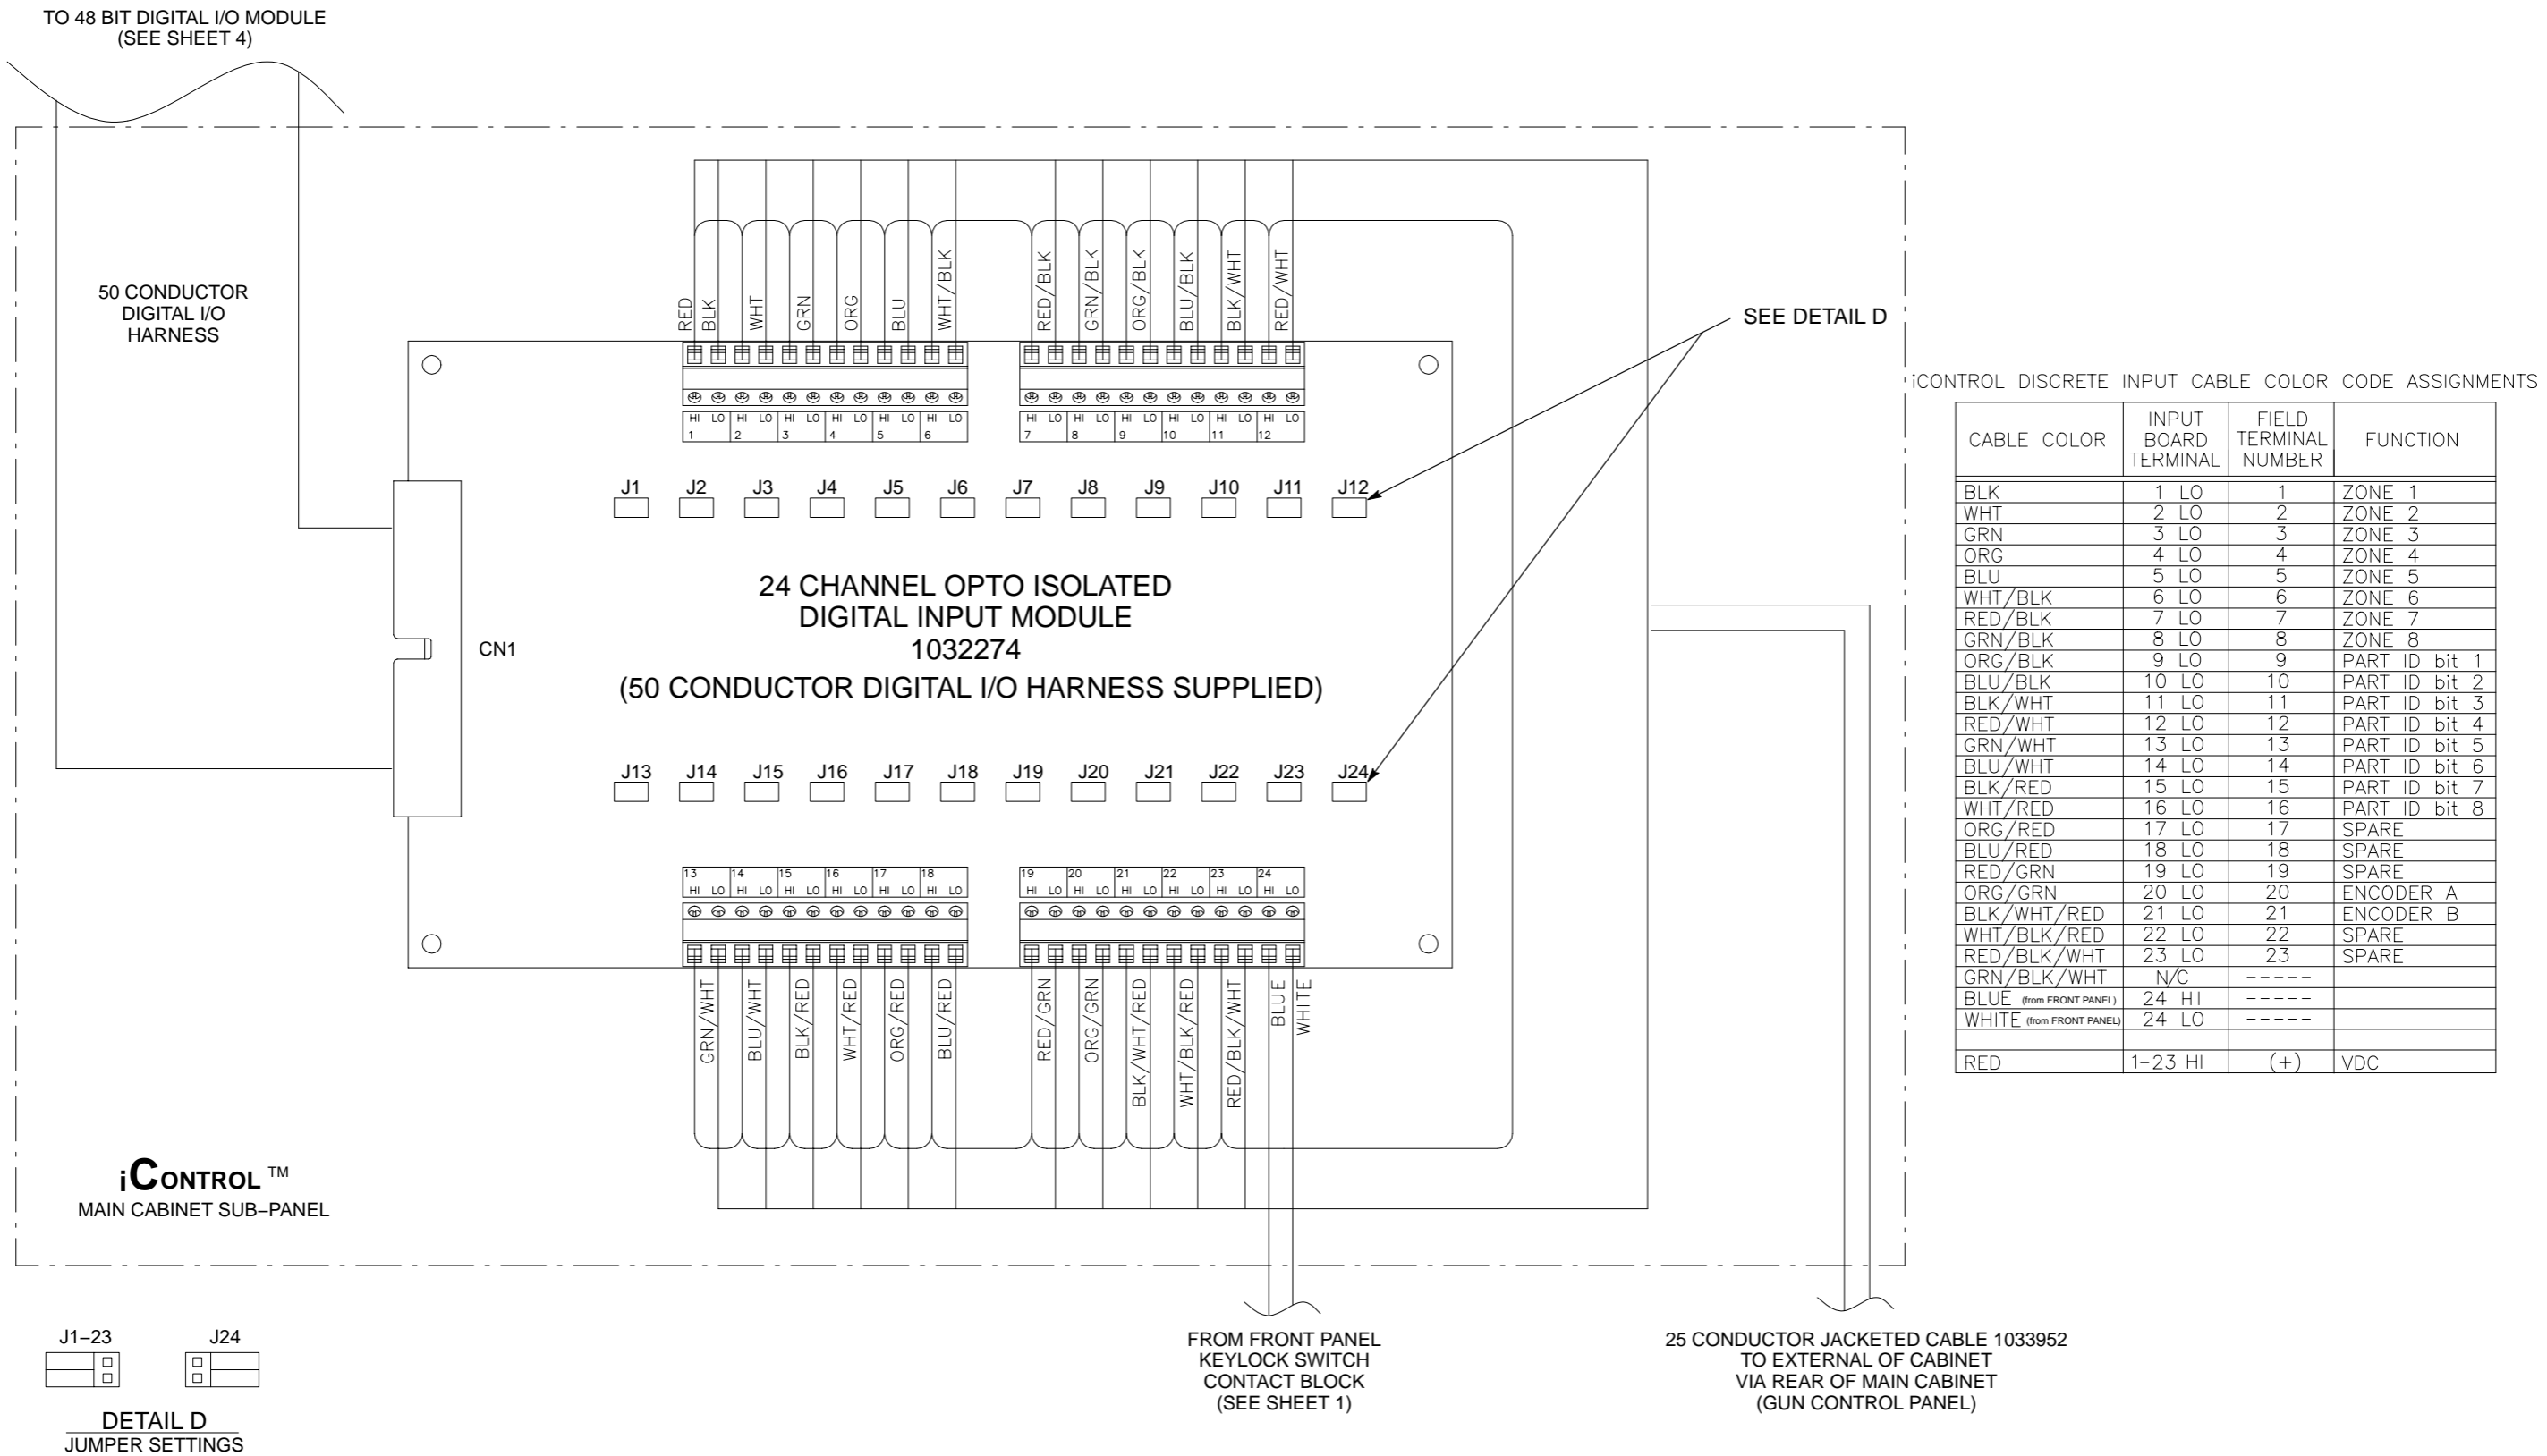 TO 48 BIT DIGITAL I/O MODULE
(SEE SHEET 4)
50 CONDUCTOR
DIGITAL I/O
HARNESS
RED
BLK
WHT
GRN
ORG
BLU
WHT/BLK
RED/BLK
GRN/BLK
ORG/BLK
BLU/BLK
BLK/WHT
RED/WHT
SEE DETAIL D
HI LO HI LO HI LO HI LO HI LO HI LO
1 2 3 4 5 6
HI LO HI LO HI LO HI LO HI LO HI LO
7 8 9 10 11 12
J1 J2 J3 J4 J5 J6 J7 J8 J9 J10 J11 J12
24 CHANNEL OPTO ISOLATED
DIGITAL INPUT MODULE
1032274
(50 CONDUCTOR DIGITAL I/O HARNESS SUPPLIED)
CN1
J13 J14 J15 J16 J17 J18 J19 J20 J21 J22 J23 J24
13 14 15 16 17 18
HI LO HI LO HI LO HI LO HI LO HI LO
19 20 21 22 23 24
HI LO HI LO HI LO HI LO HI LO HI LO
GRN/WHT
BLU/WHT
BLK/RED
WHT/RED
ORG/RED
BLU/RED
RED/GRN
ORG/GRN
BLK/WHT/RED
WHT/BLK/RED
RED/BLK/WHT
BLUE
WHITE
iCONTROL TM
MAIN CABINET SUB–PANEL
iCONTROL DISCRETE INPUT CABLE COLOR CODE ASSIGNMENTS
CABLE COLOR INPUT BOARD TERMINAL FIELD TERMINAL NUMBER FUNCTION
BLK 1 LO 1 ZONE 1
WHT 2 LO 2 ZONE 2
GRN 3 LO 3 ZONE 3
ORG 4 LO 4 ZONE 4
BLU 5 LO 5 ZONE 5
WHT/BLK 6 LO 6 ZONE 6
RED/BLK 7 LO 7 ZONE 7
GRN/BLK 8 LO 8 ZONE 8
ORG/BLK 9 LO 9 PART ID bit 1
BLU/BLK 10 LO 10 PART ID bit 2
BLK/WHT 11 LO 11 PART ID bit 3
RED/WHT 12 LO 12 PART ID bit 4
GRN/WHT 13 LO 13 PART ID bit 5
BLU/WHT 14 LO 14 PART ID bit 6
BLK/RED 15 LO 15 PART ID bit 7
WHT/RED 16 LO 16 PART ID bit 8
ORG/RED 17 LO 17 SPARE
BLU/RED 18 LO 18 SPARE
RED/GRN 19 LO 19 SPARE
ORG/GRN 20 LO 20 ENCODER A
BLK/WHT/RED 21 LO 21 ENCODER B
WHT/BLK/RED 22 LO 22 SPARE
RED/BLK/WHT 23 LO 23 SPARE
GRN/BLK/WHT N/C -----
BLUE (from FRONT PANEL) 24 HI -----
WHITE (from FRONT PANEL) 24 LO -----
RED 1-23 HI (+) VDC
J1–23
J24
DETAIL D
JUMPER SETTINGS
FROM FRONT PANEL
KEYLOCK SWITCH
CONTACT BLOCK
(SEE SHEET 1)
25 CONDUCTOR JACKETED CABLE 1033952
TO EXTERNAL OF CABINET
VIA REAR OF MAIN CABINET
(GUN CONTROL PANEL)